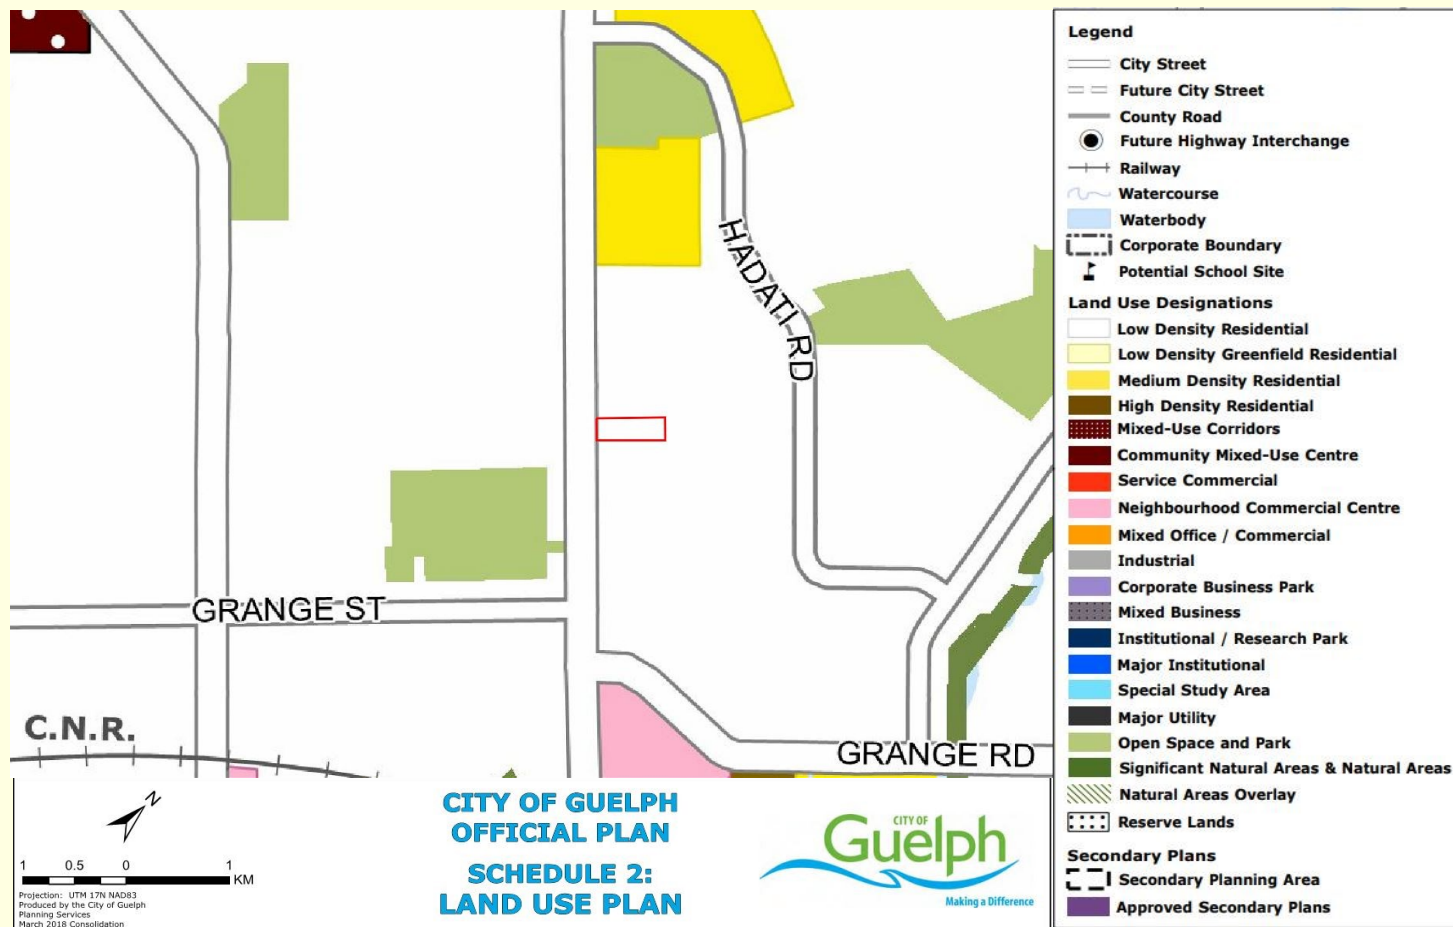 HADATI RD
GRANGE ST
C.N.R.
GRANGE RD
N
1 0.5 0 1
KM
Projection: UTM 17N NAD83
Produced by the City of Guelph
Planning Services
March 2018 Consolidation
CITY OF GUELPH
OFFICIAL PLAN
SCHEDULE 2:
LAND USE PLAN
CITY OF
Guelph
Making a Difference
Legend
City Street
Future City Street
County Road
Future Highway Interchange
Railway
Watercourse
Waterbody
Corporate Boundary
Potential School Site
Land Use Designations
Low Density Residential
Low Density Greenfield Residential
Medium Density Residential
High Density Residential
Mixed-Use Corridors
Community Mixed-Use Centre
Service Commercial
Neighbourhood Commercial Centre
Mixed Office / Commercial
Industrial
Corporate Business Park
Mixed Business
Institutional / Research Park
Major Institutional
Special Study Area
Major Utility
Open Space and Park
Significant Natural Areas & Natural Areas
Natural Areas Overlay
Reserve Lands
Secondary Plans
Secondary Planning Area
Approved Secondary Plans